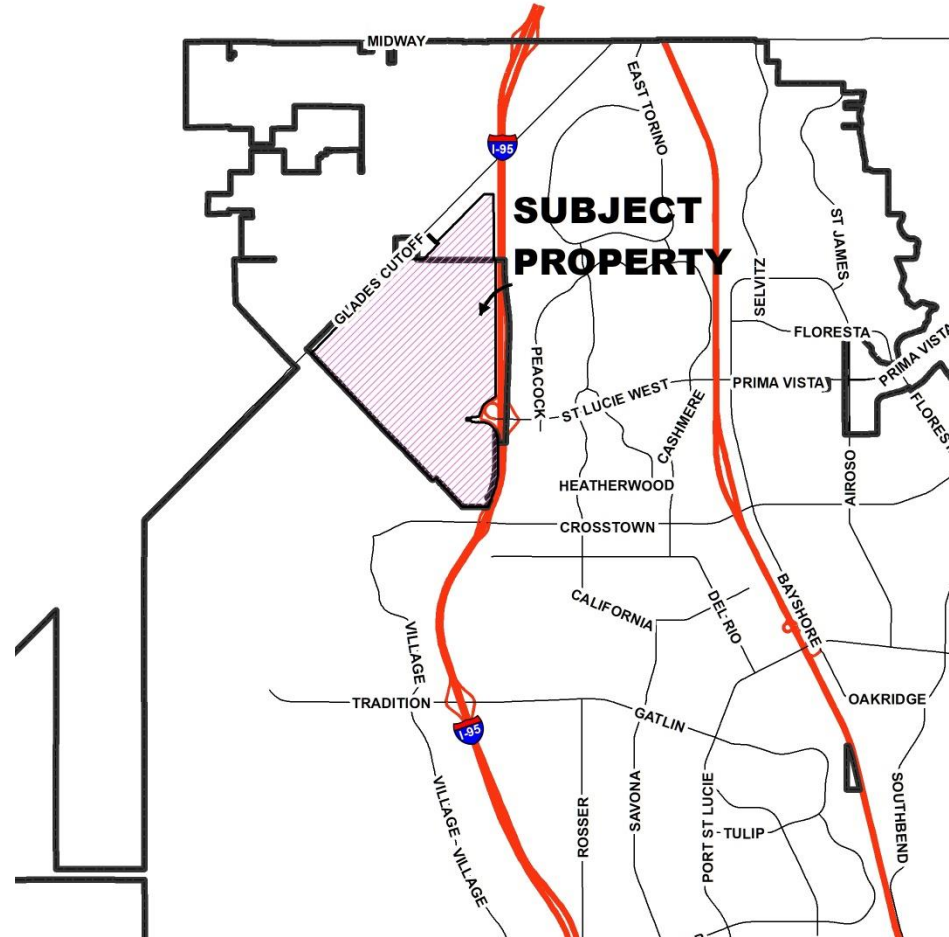 MIDWAY
EAST TORINO
I-95
SUBJECT
PROPERTY
GLADES CUTOFF
SELVITZ
ST JAMES
FLORESTA
PRIMA VISTA
PEACOCK
ST LUCIE WEST
PRIMA VISTA
FLOREST
CASHMERE
HEATHERWOOD
AIROSO
CROSSTOWN
CALIFORNIA
DEL RIO
BAYSHORE
VILLAGE
TRADITION
GATLIN
OAKRIDGE
I-95
VILLAGE
VILLAGE
ROSSER
SAVONA
PORT ST LUCIE
TULIP
SOUTHBEND